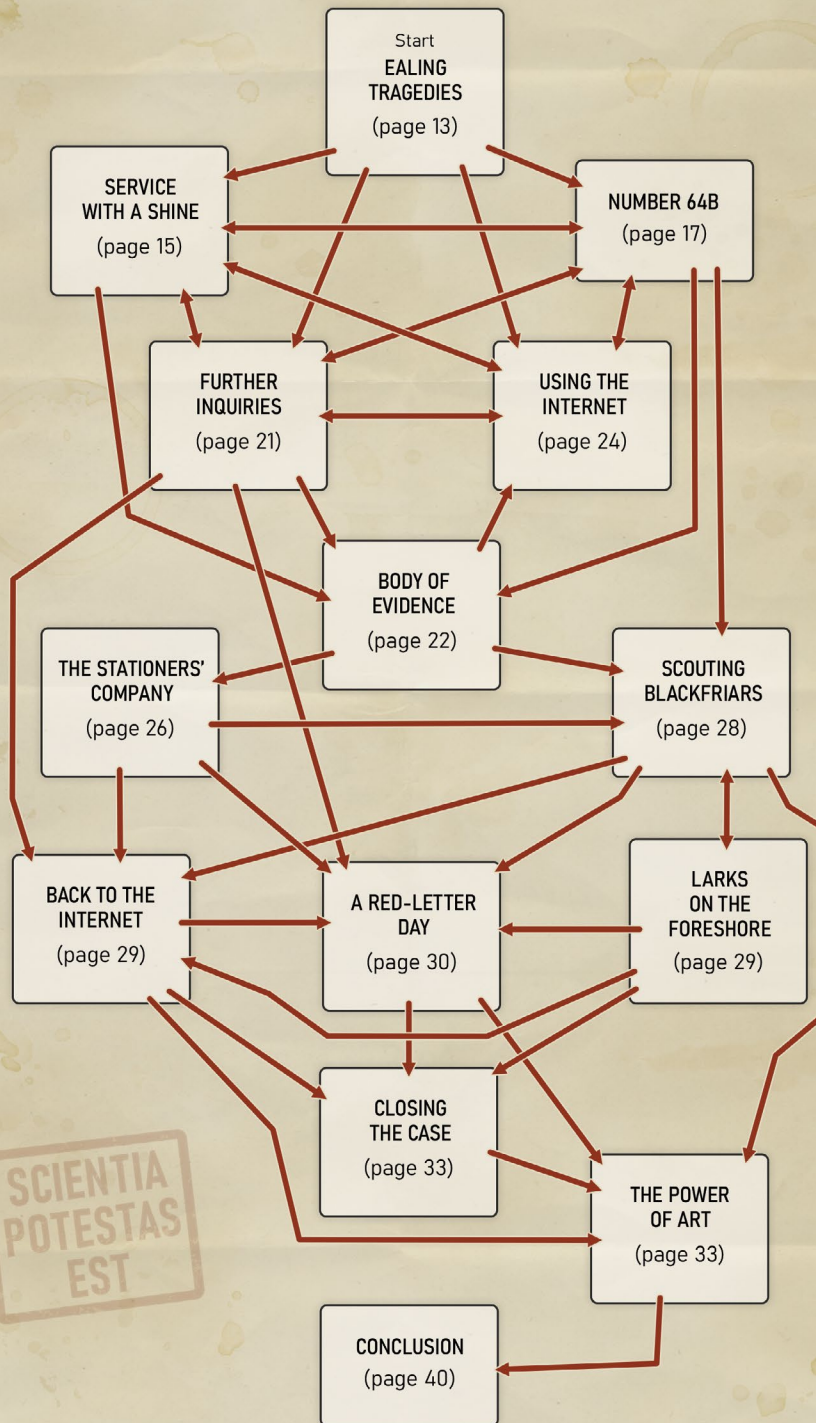 Start
EALING
TRAGEDIES
(page 13)
SERVICE
WITH A SHINE
(page 15)
NUMBER 64B
(page 17)
FURTHER
INQUIRIES
(page 21)
USING THE
INTERNET
(page 24)
BODY OF
EVIDENCE
(page 22)
THE STATIONERS'
COMPANY
(page 26)
SCOUTING
BLACKFRIARS
(page 28)
BACK TO THE
INTERNET
(page 29)
A RED-LETTER
DAY
(page 30)
LARKS
ON THE
FORESHORE
(page 29)
CLOSING
THE CASE
(page 33)
THE POWER
OF ART
(page 33)
SCIENTIA
POTESTAS
EST
CONCLUSION
(page 40)